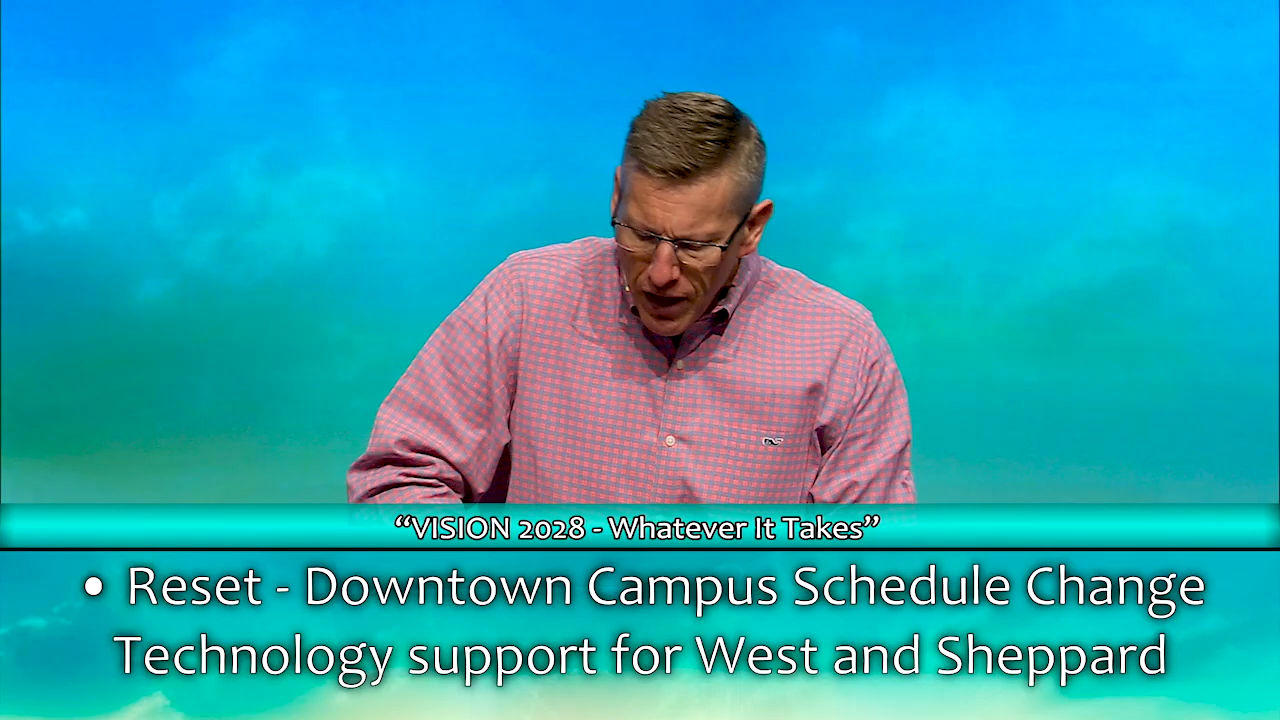 “VISION 2028 - Whatever It Takes”
• Reset - Downtown Campus Schedule Change
Technology support for West and Sheppard